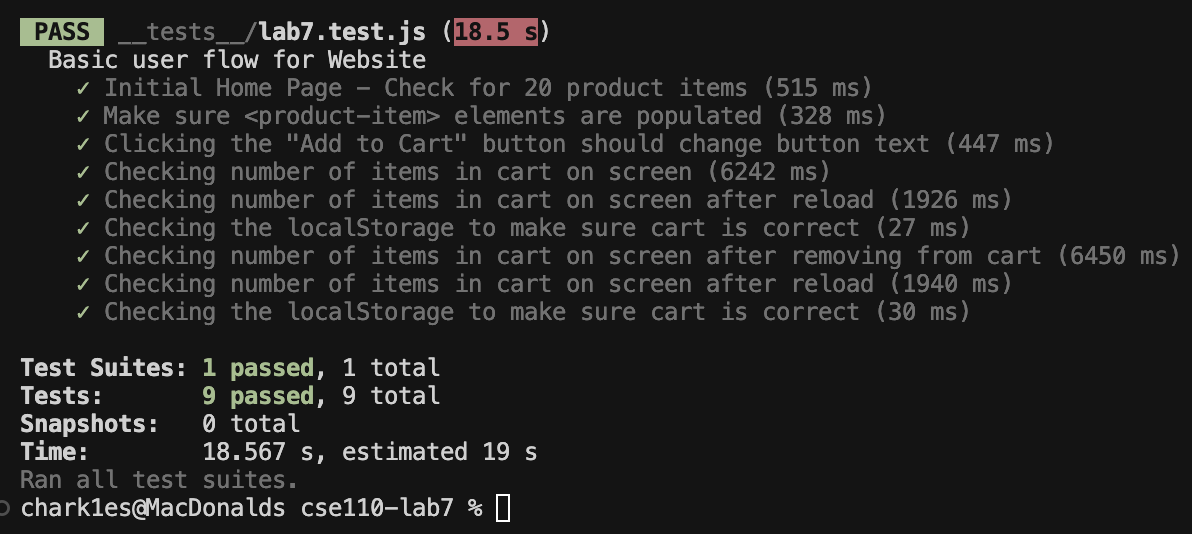 PASS __tests__/lab7.test.js (18.5 s)
Basic user flow for Website
✓ Initial Home Page – Check for 20 product items (515 ms)
✓ Make sure <product-item> elements are populated (328 ms)
✓ Clicking the "Add to Cart" button should change button text (447 ms)
✓ Checking number of items in cart on screen (6242 ms)
✓ Checking number of items in cart on screen after reload (1926 ms)
✓ Checking the localStorage to make sure cart is correct (27 ms)
✓ Checking number of items in cart on screen after removing from cart (6450 ms)
✓ Checking number of items in cart on screen after reload (1940 ms)
✓ Checking the localStorage to make sure cart is correct (30 ms)
Test Suites: 1 passed, 1 total
Tests: 9 passed, 9 total
Snapshots: 0 total
Time: 18.567 s, estimated 19 s
Ran all test suites.
chark1es@MacDonalds cse110-lab7 %